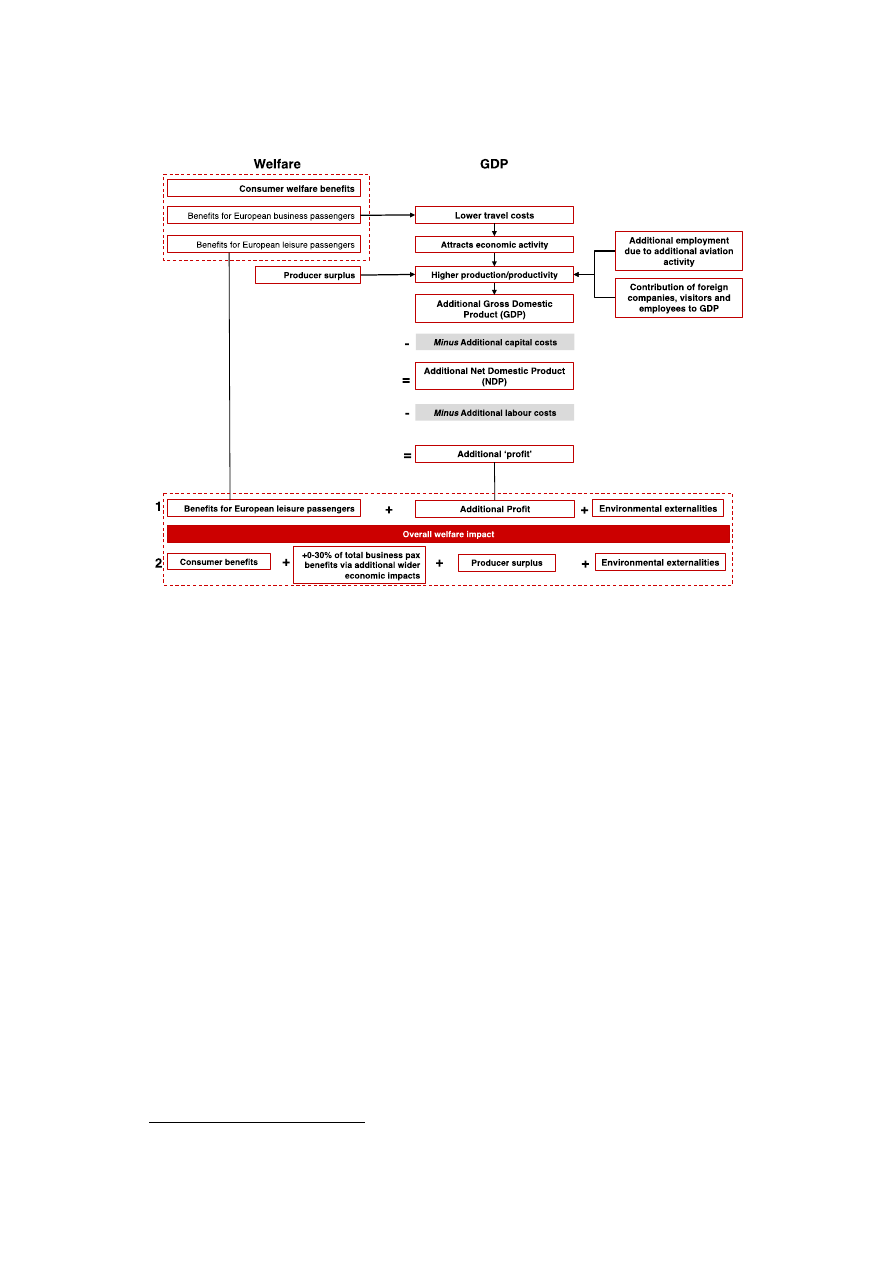 Welfare
GDP
Consumer welfare benefits
Benefits for European business passengers
Lower travel costs
Benefits for European leisure passengers
Attracts economic activity
Additional employment
due to additional aviation
activity
Producer surplus
Higher production/productivity
Contribution of foreign
companies, visitors and
employees to GDP
Additional Gross Domestic
Product (GDP)
- Minus Additional capital costs
= Additional Net Domestic Product
(NDP)
- Minus Additional labour costs
= Additional ‘profit’
1 Benefits for European leisure passengers + Additional Profit + Environmental externalities
Overall welfare impact
2 Consumer benefits + +0-30% of total business pax
benefits via additional wider
economic impacts
+ Producer surplus + Environmental externalities